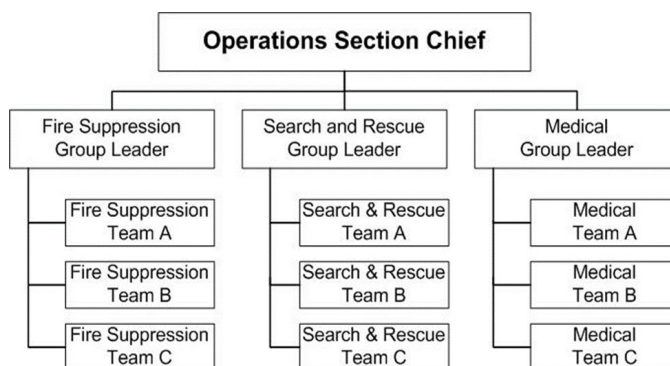 Operations Section Chief
Fire Suppression
Group Leader
Search and Rescue
Group Leader
Medical
Group Leader
Fire Suppression
Team A
Search & Rescue
Team A
Medical
Team A
Fire Suppression
Team B
Search & Rescue
Team B
Medical
Team B
Fire Suppression
Team C
Search & Rescue
Team C
Medical
Team C